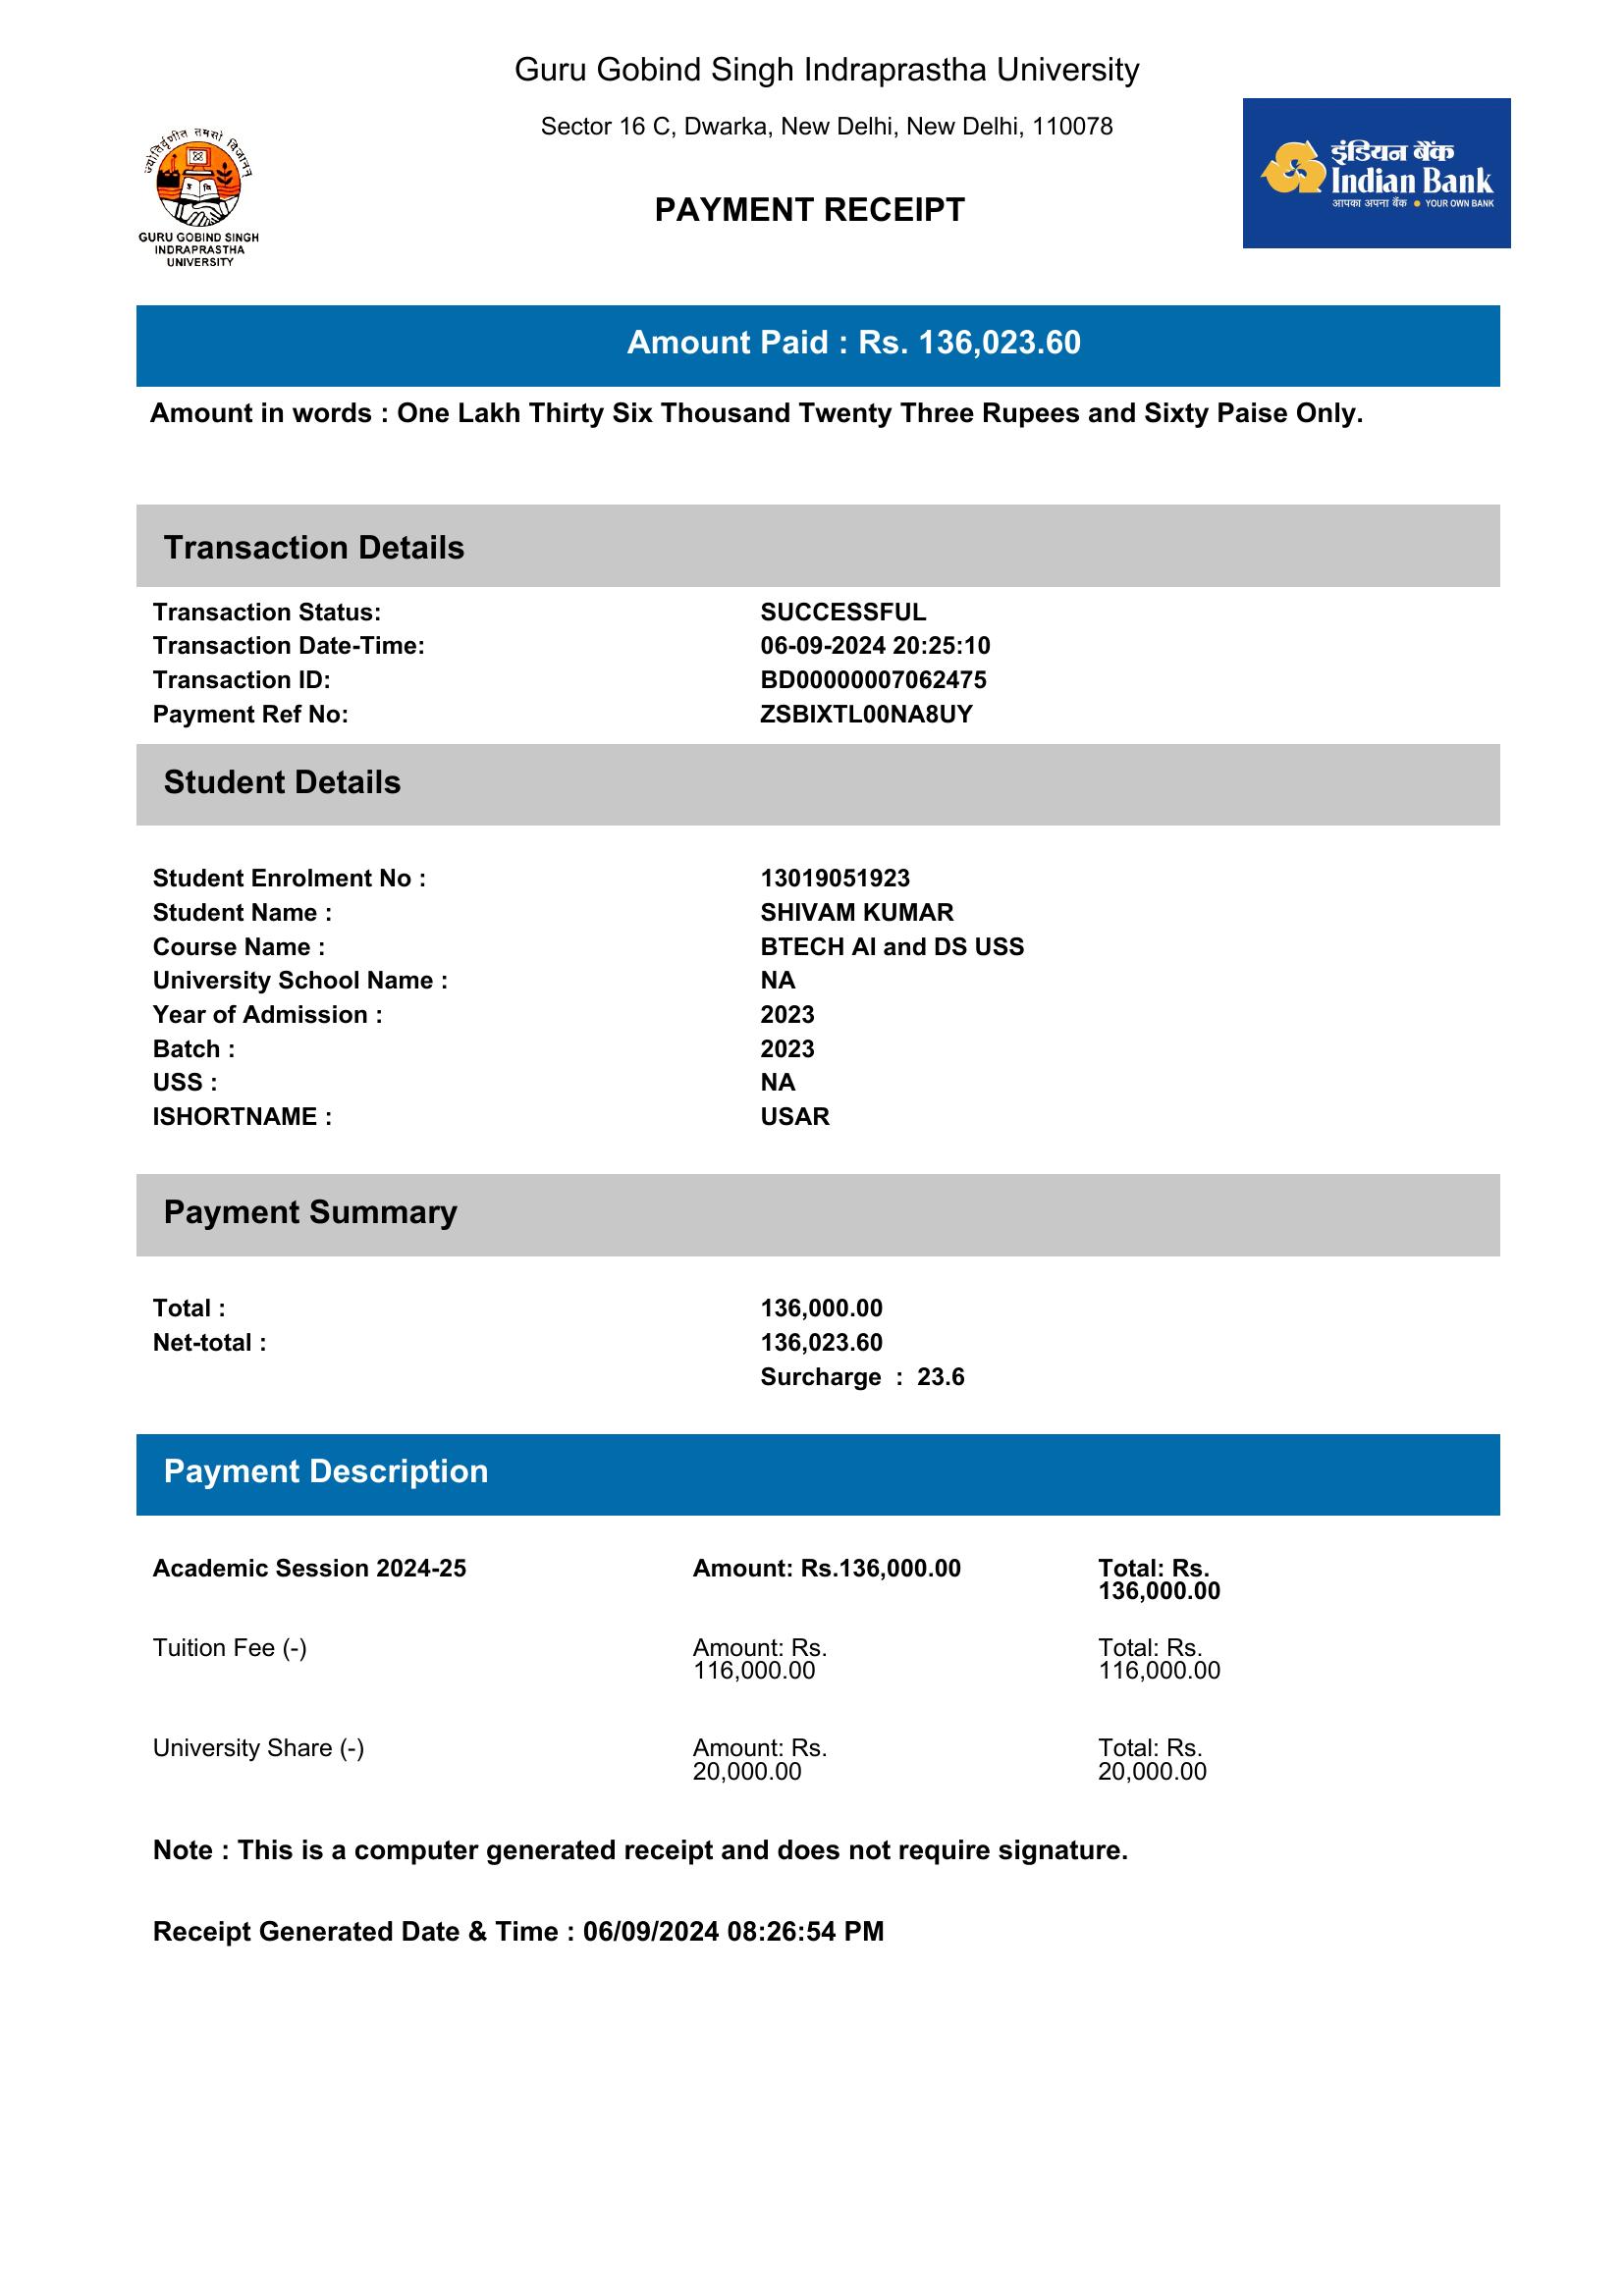 Guru Gobind Singh Indraprastha University
Sector 16 C, Dwarka, New Delhi, New Delhi, 110078
PAYMENT RECEIPT
ज्योतिर्वृणीत तमसो विजानन
GURU GOBIND SINGH
INDRAPRASTHA
UNIVERSITY
इंडियन बैंक
Indian Bank
आपका अपना बैंक ● YOUR OWN BANK
Amount Paid : Rs. 136,023.60
Amount in words : One Lakh Thirty Six Thousand Twenty Three Rupees and Sixty Paise Only.
Transaction Details
Transaction Status: SUCCESSFUL
Transaction Date-Time: 06-09-2024 20:25:10
Transaction ID: BD00000007062475
Payment Ref No: ZSBIXTL00NA8UY
Student Details
Student Enrolment No : 13019051923
Student Name : SHIVAM KUMAR
Course Name : BTECH AI and DS USS
University School Name : NA
Year of Admission : 2023
Batch : 2023
USS : NA
ISHORTNAME : USAR
Payment Summary
Total : 136,000.00
Net-total : 136,023.60
Surcharge : 23.6
Payment Description
Academic Session 2024-25 Amount: Rs.136,000.00 Total: Rs.
136,000.00
Tuition Fee (-) Amount: Rs. Total: Rs.
116,000.00 116,000.00
University Share (-) Amount: Rs. Total: Rs.
20,000.00 20,000.00
Note : This is a computer generated receipt and does not require signature.
Receipt Generated Date & Time : 06/09/2024 08:26:54 PM